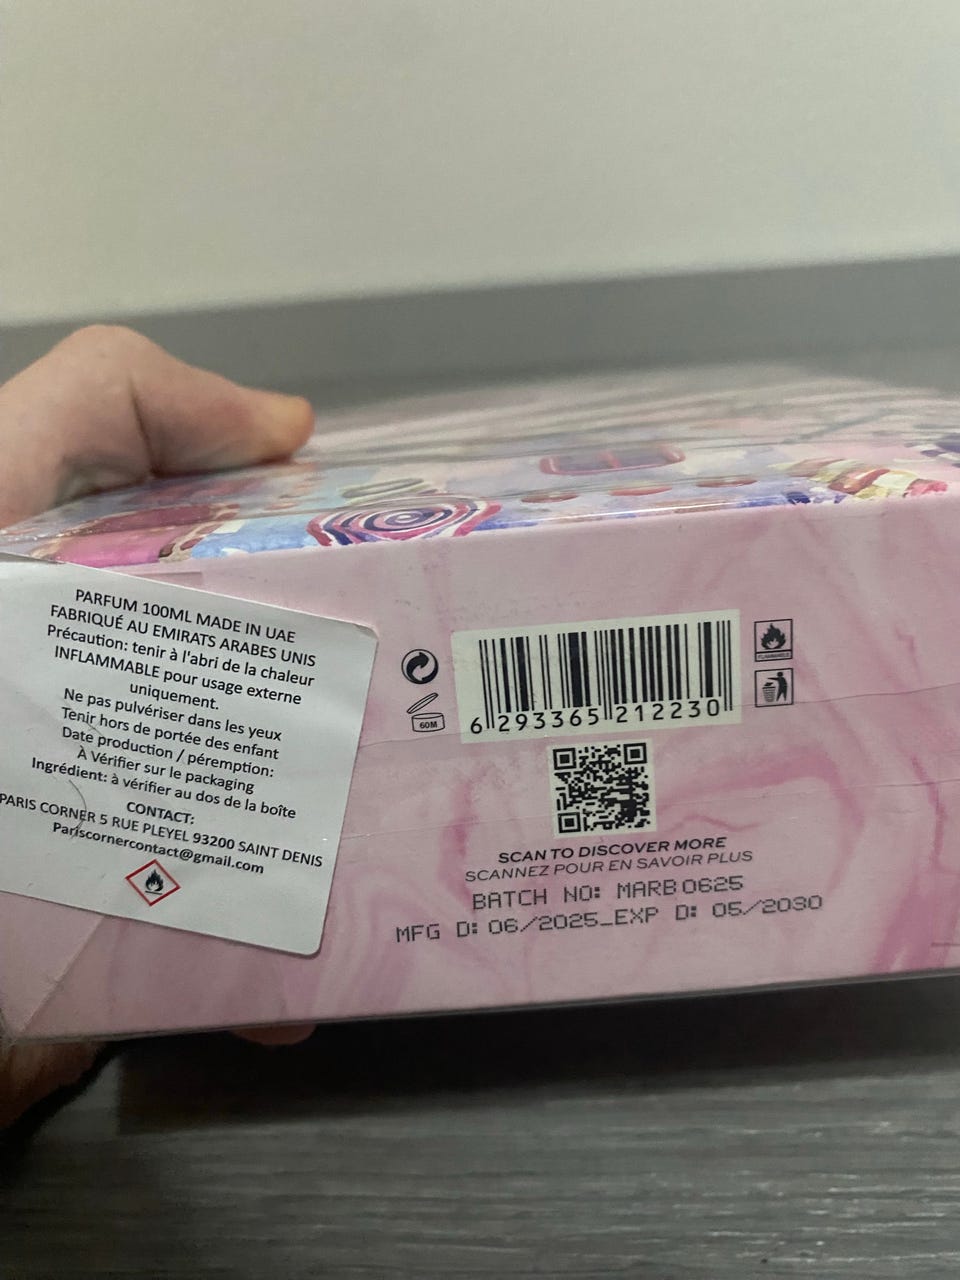 PARFUM 100ML MADE IN UAE
FABRIQUÉ AU EMIRATS ARABES UNIS
Précaution: tenir à l'abri de la chaleur
INFLAMMABLE pour usage externe
uniquement.
Ne pas pulvériser dans les yeux
Tenir hors de portée des enfant
Date production / péremption:
À Vérifier sur le packaging
Ingrédient: à vérifier au dos de la boîte
CONTACT:
PARIS CORNER 5 RUE PLEYEL 93200 SAINT DENIS
Pariscornercontact@gmail.com
60M
6 293365 212230
FLAMMABLE
SCAN TO DISCOVER MORE
SCANNEZ POUR EN SAVOIR PLUS
BATCH NO: MARB0625
MFG D: 06/2025_EXP D: 05/2030